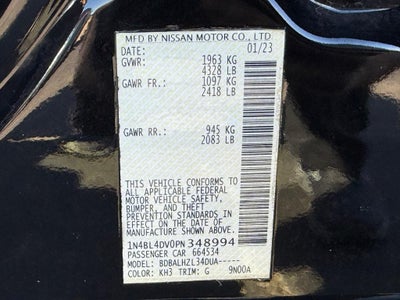 MFD BY NISSAN MOTOR CO., LTD
DATE: 01/23
GVWR: 1963 KG
4328 LB
GAWR FR: 1097 KG
2418 LB
GAWR RR: 945 KG
2083 LB
THIS VEHICLE CONFORMS TO
ALL APPLICABLE FEDERAL
MOTOR VEHICLE SAFETY,
BUMPER, AND THEFT
PREVENTION STANDARDS IN
EFFECT ON THE DATE OF
MANUFACTURE SHOWN ABOVE.
1N4BL4DV0PN348994
PASSENGER CAR 664534
MODEL: BDBALHZL34DUA-----
COLOR: KH3 TRIM: G 9N00A